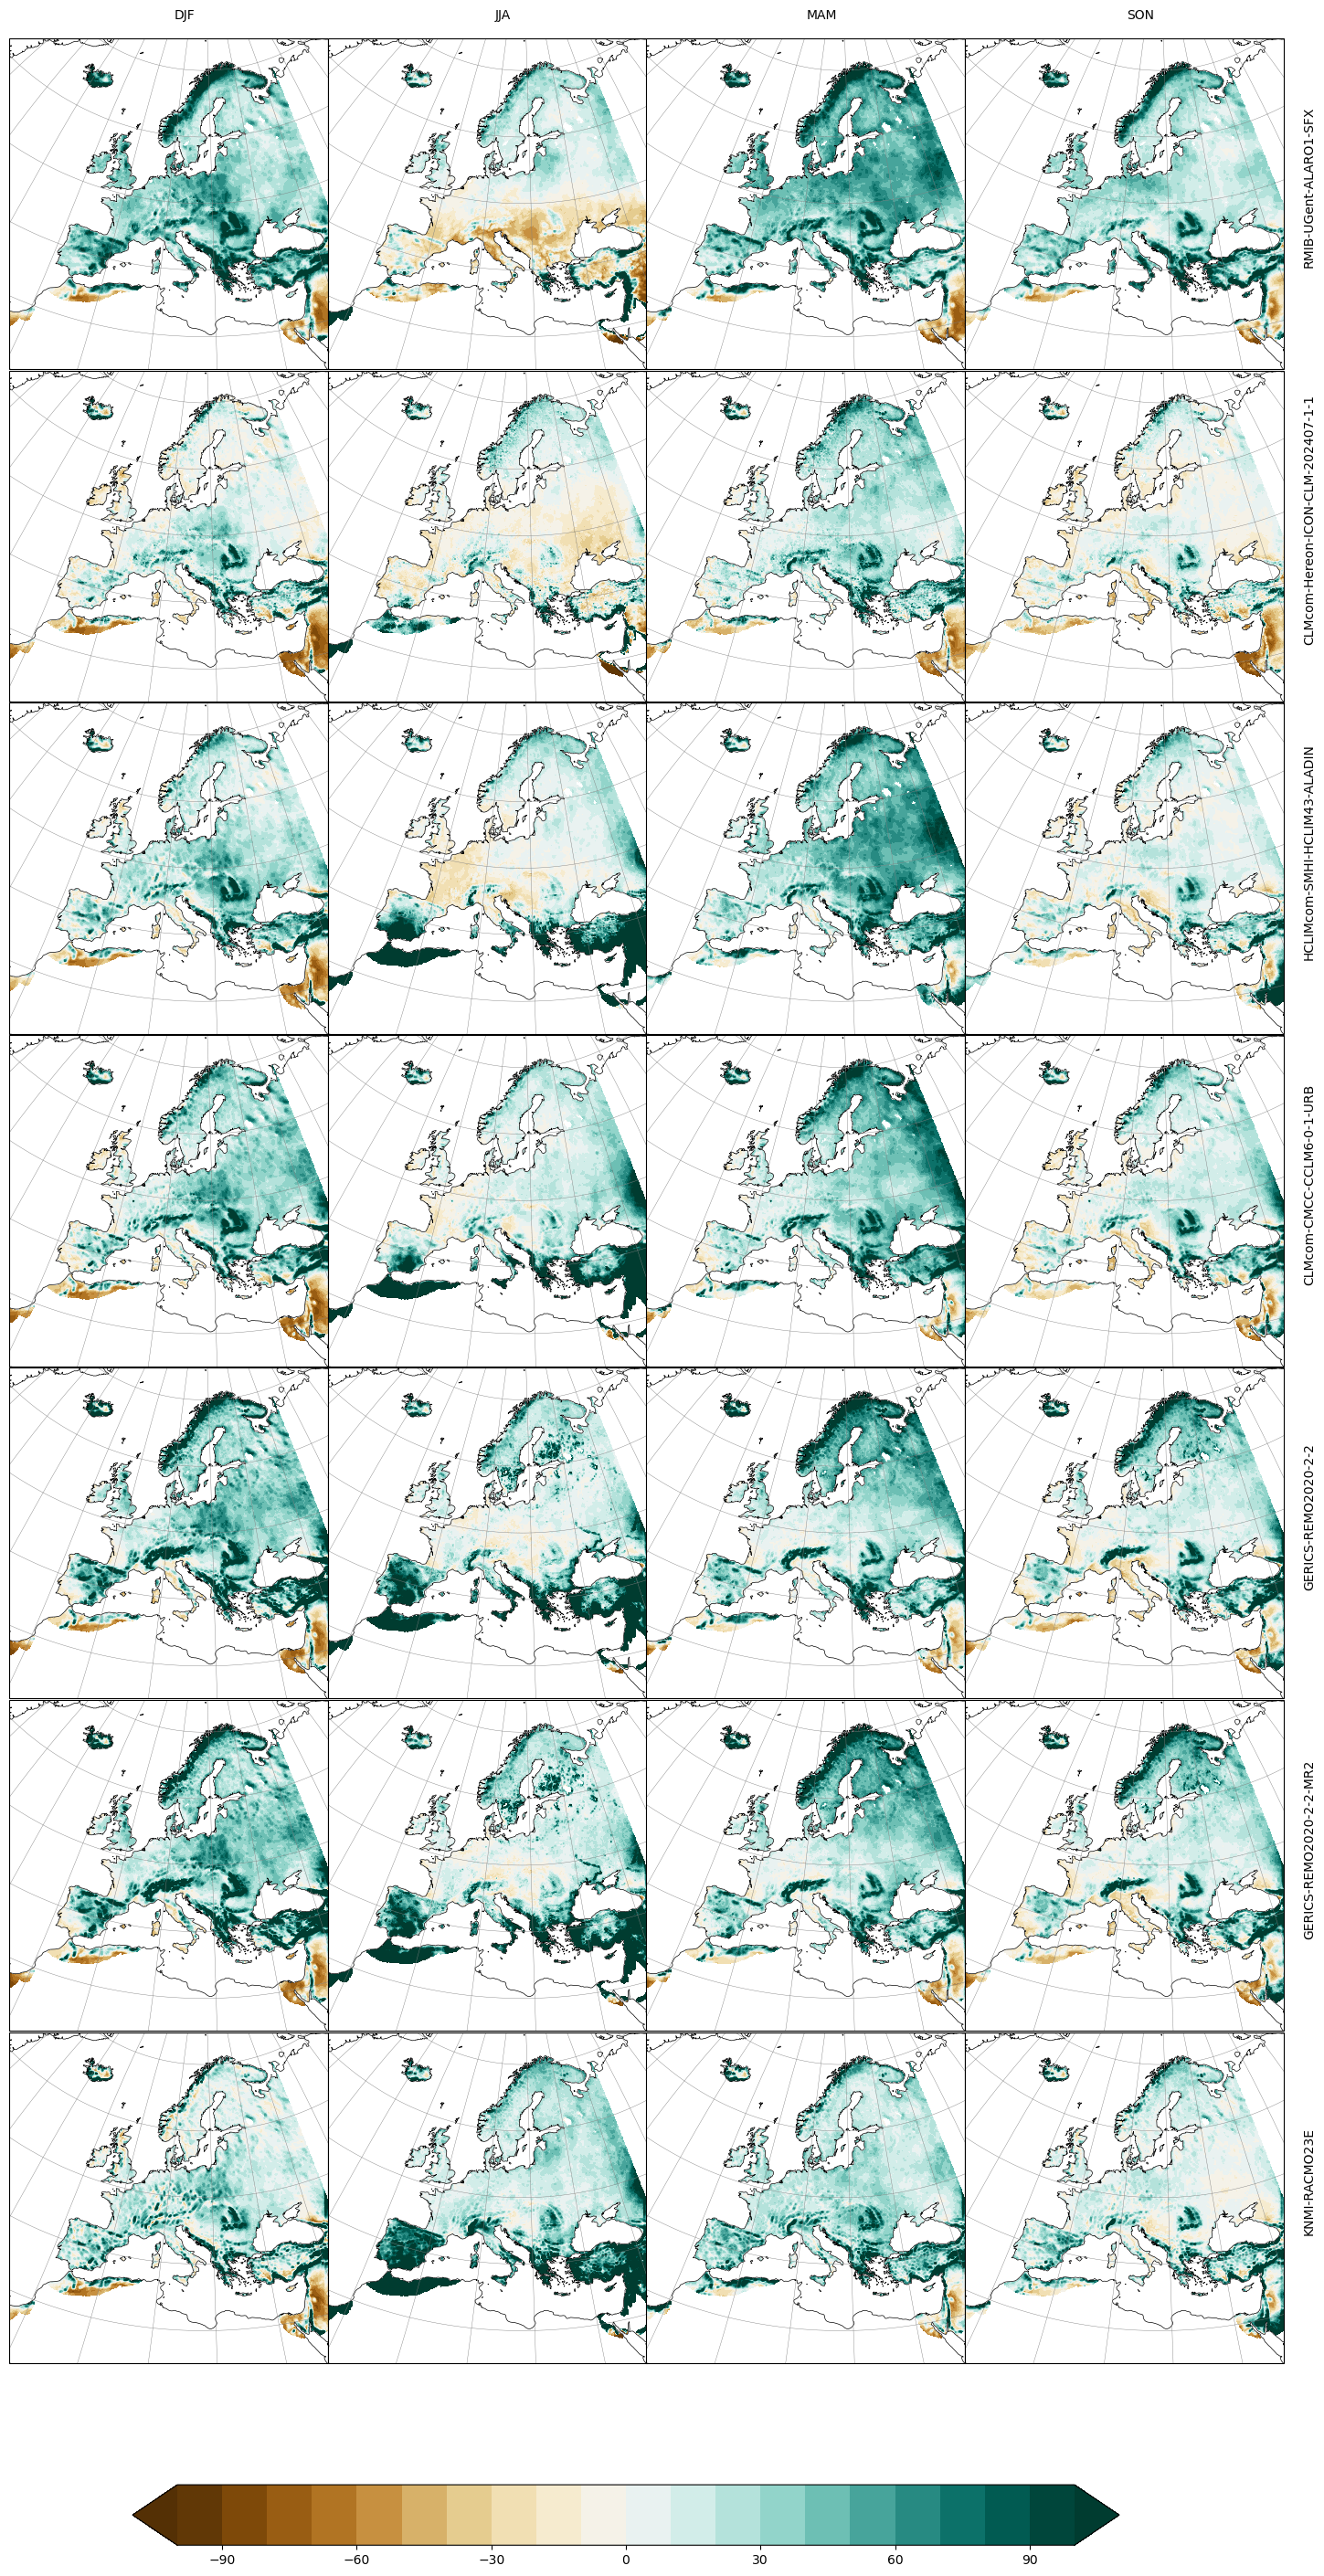 DJF JJA MAM SON
RMIB-UGent-ALARO1-SFX
CLMcom-Hereon-ICON-CLM-202407-1-1
HCLIMcom-SMHI-HCLIM43-ALADIN
CLMcom-CMCC-CCLM6-0-1-URB
GERICS-REMO2020-2-2
GERICS-REMO2020-2-2-MR2
KNMI-RACMO23E
−90 −60 −30 0 30 60 90